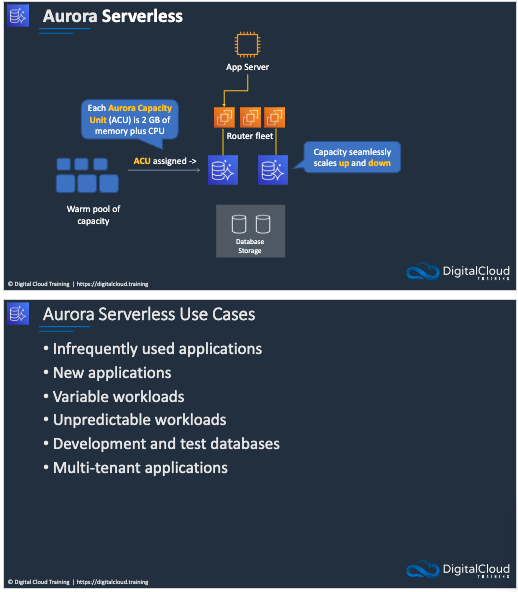 Aurora Serverless
App Server
Each Aurora Capacity
Unit (ACU) is 2 GB of
memory plus CPU
Router fleet
ACU assigned ->
Capacity seamlessly
scales up and down
Warm pool of
capacity
Database
Storage
© Digital Cloud Training | https://digitalcloud.training
DigitalCloud
TRAINING
Aurora Serverless Use Cases
• Infrequently used applications
• New applications
• Variable workloads
• Unpredictable workloads
• Development and test databases
• Multi-tenant applications
© Digital Cloud Training | https://digitalcloud.training
DigitalCloud
TRAINING